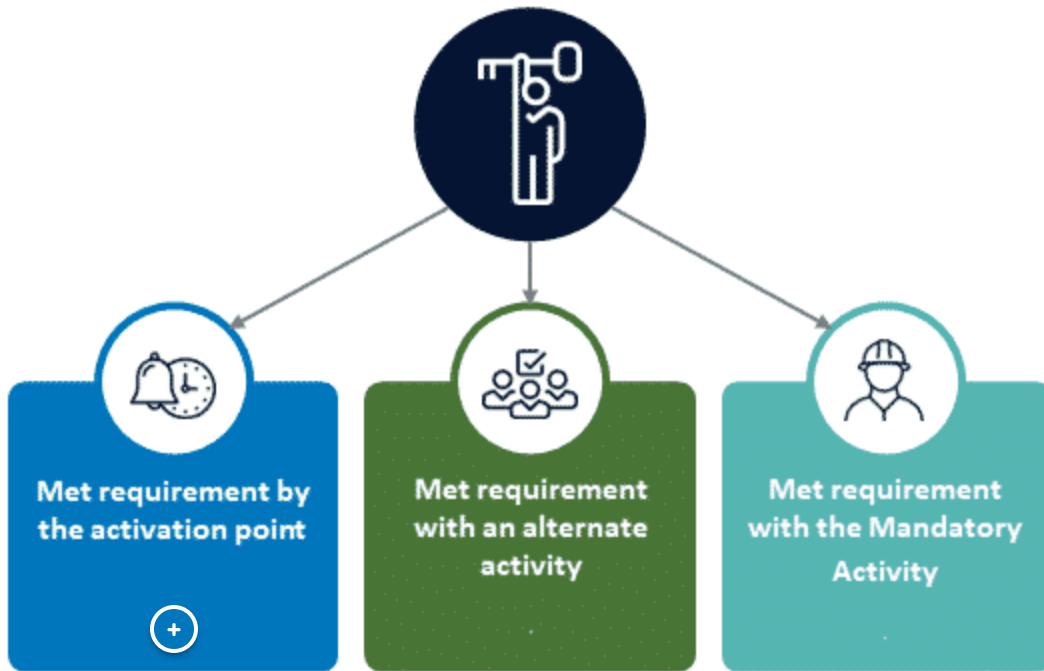 Met requirement by
the activation point
Met requirement
with an alternate
activity
Met requirement
with the Mandatory
Activity